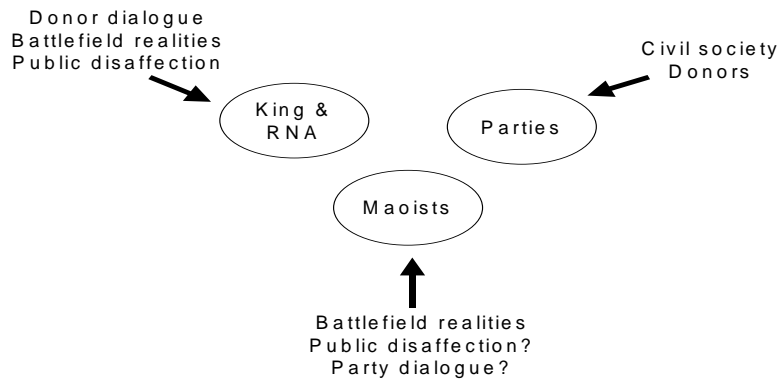 Donor dialogue
Battlefield realities
Public disaffection
Civil society
Donors
King &
RNA
Parties
Maoists
Battlefield realities
Public disaffection?
Party dialogue?